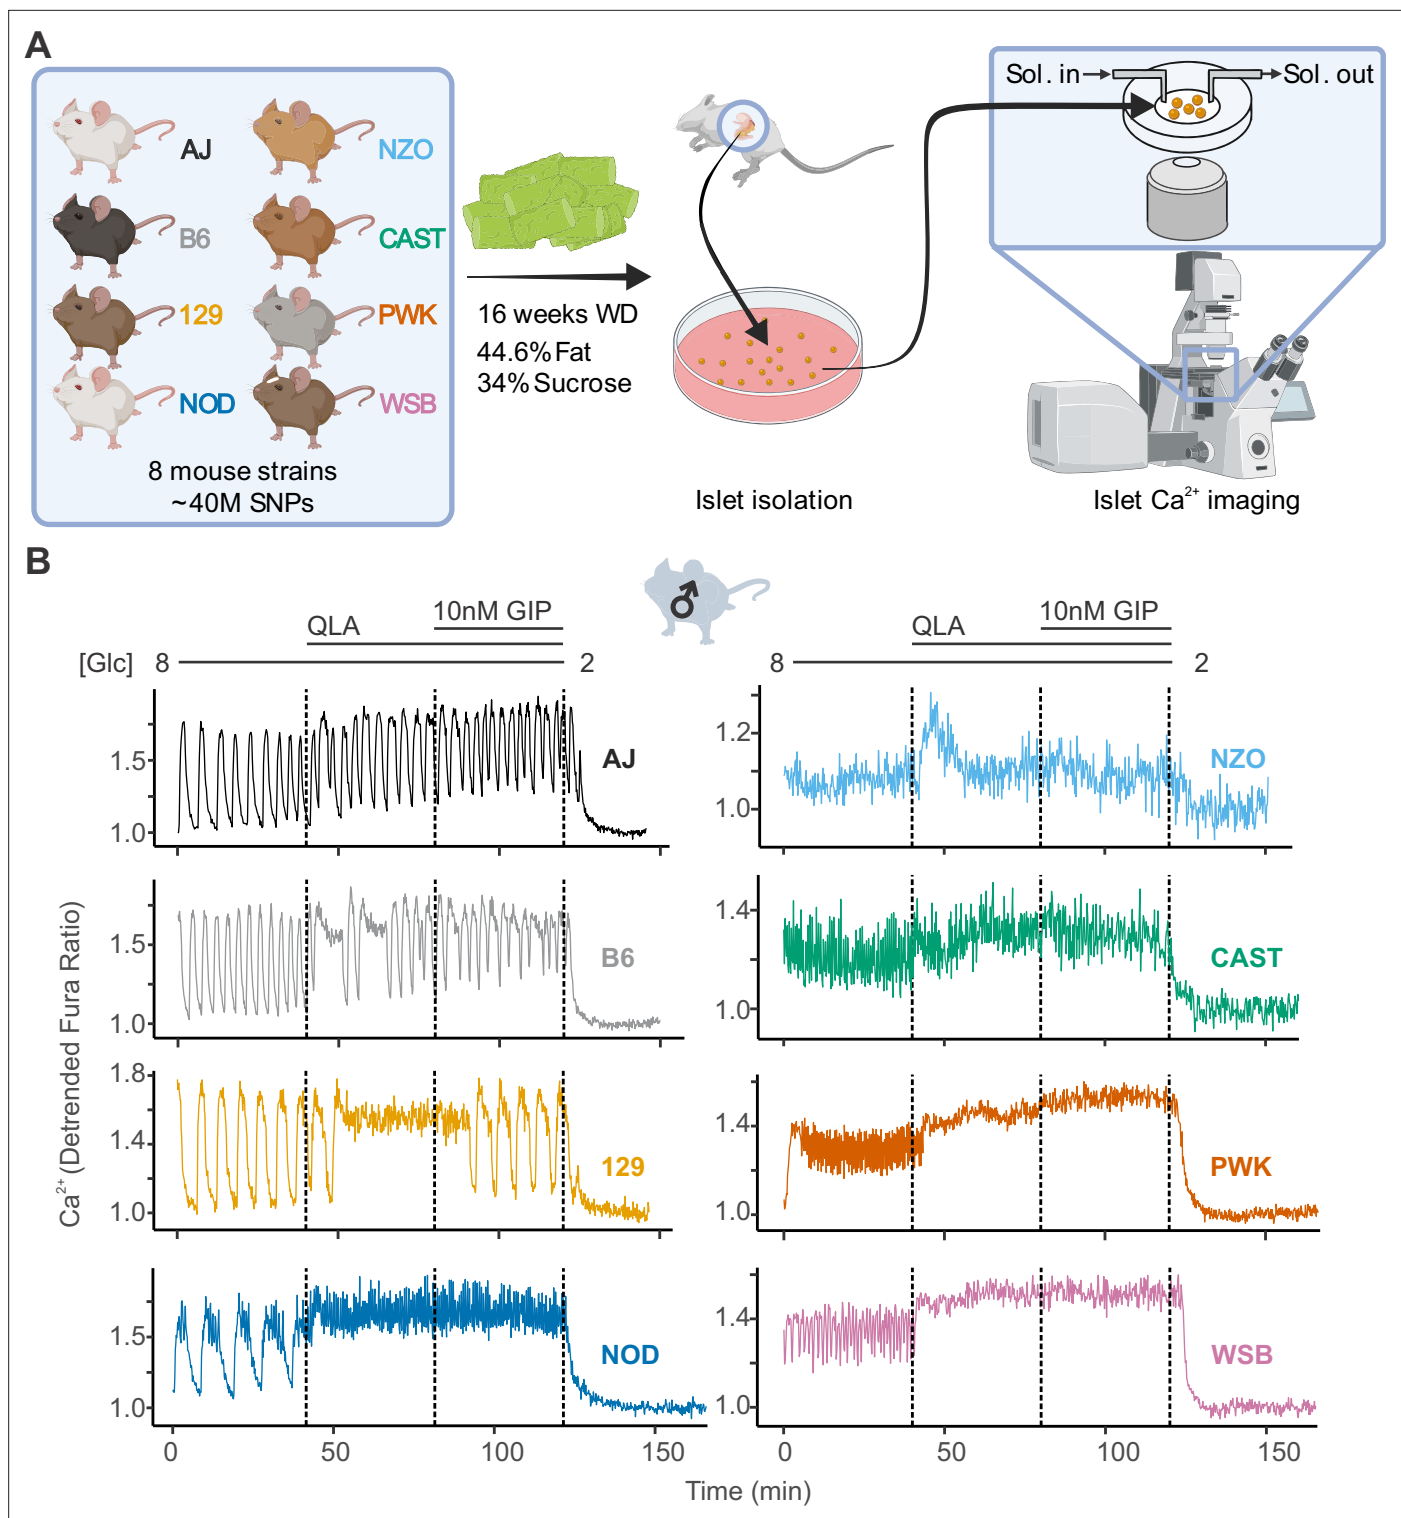 A
AJ
NZO
B6
CAST
129
PWK
NOD
WSB
8 mouse strains
~40M SNPs
16 weeks WD
44.6% Fat
34% Sucrose
Islet isolation
Sol. in
Sol. out
Islet Ca²⁺ imaging
B
♂
QLA
10nM GIP
[Glc] 8
2
QLA
10nM GIP
8
2
Ca²⁺ (Detrended Fura Ratio)
1.5
1.0
AJ
1.2
1.0
NZO
1.5
1.0
B6
1.4
1.0
CAST
1.8
1.4
1.0
129
1.4
1.0
PWK
1.5
1.0
NOD
1.4
1.0
WSB
0 50 100 150
0 50 100 150
Time (min)